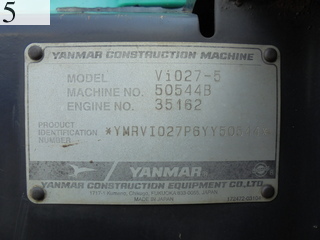 5
YANMAR CONSTRUCTION MACHINE
MODEL Vi027-5
MACHINE NO. 50544B
ENGINE NO. 35162
PRODUCT
IDENTIFICATION
NUMBER
YANMAR
YANMAR CONSTRUCTION EQUIPMENT CO.,LTD.
MADE IN JAPAN